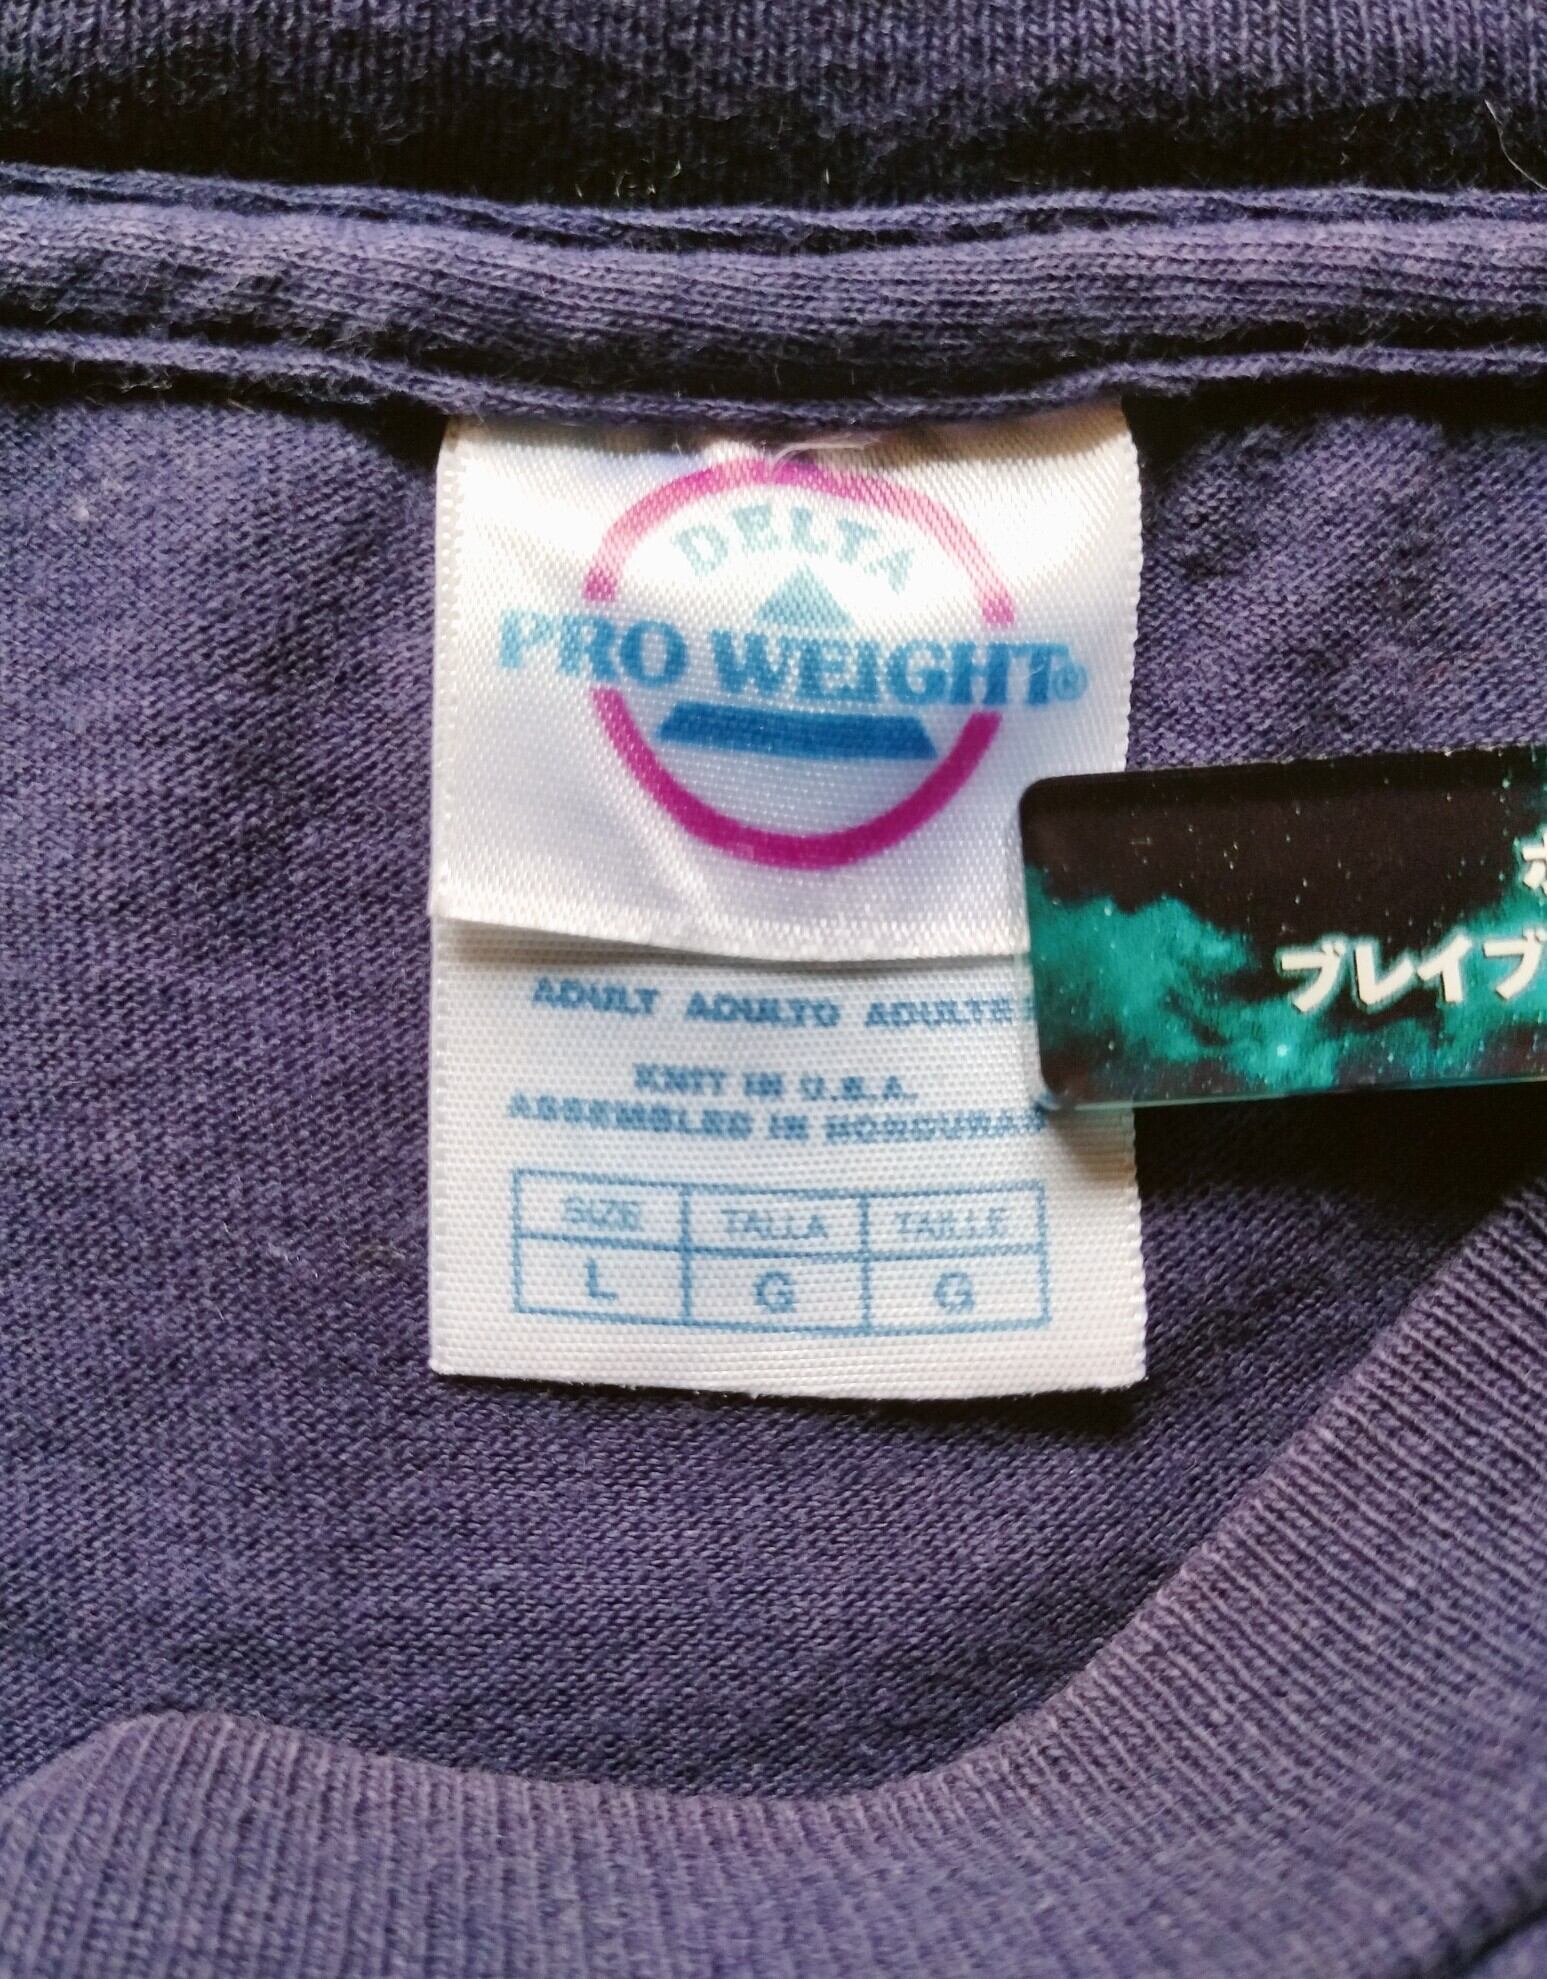 DELTA
PRO WEIGHT®
ADULT ADULTO ADULTE
ブレイブ
KNIT IN U.S.A.
ASSEMBLED IN HONDURAS
SIZE TALLA TAILLE
L G G